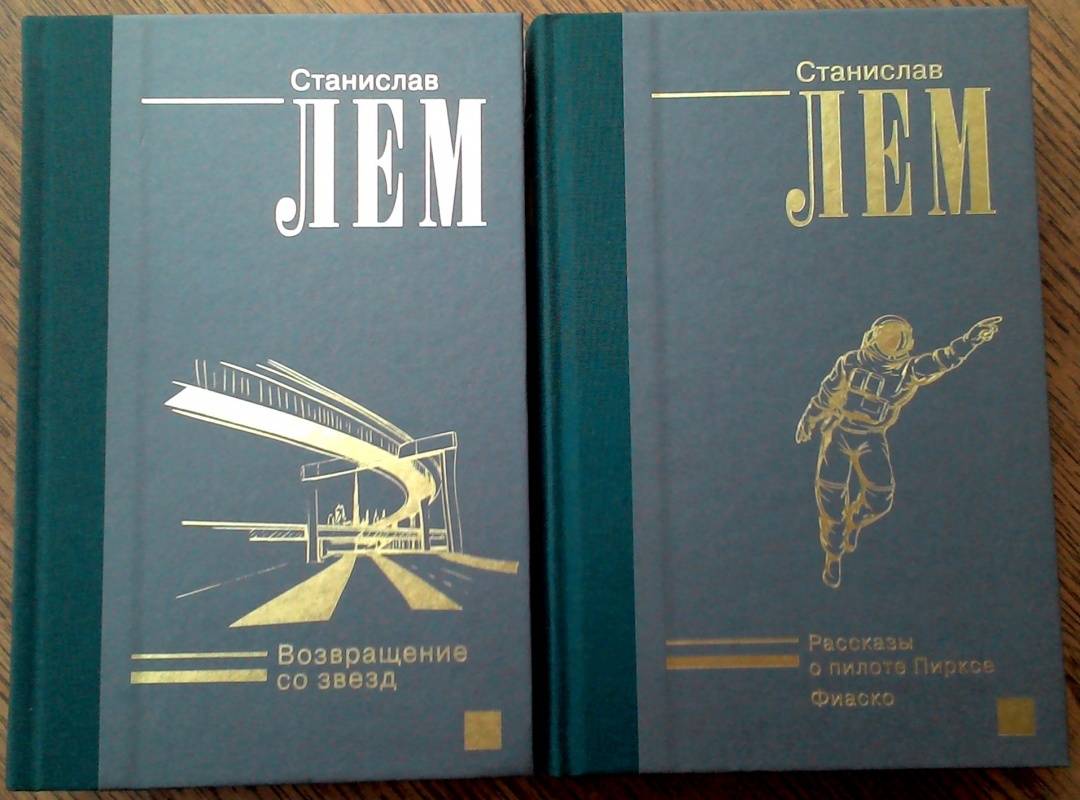 Станислав
ЛЕМ
Возвращение
со звезд
Станислав
ЛЕМ
Рассказы
о пилоте Пирксе
Фиаско